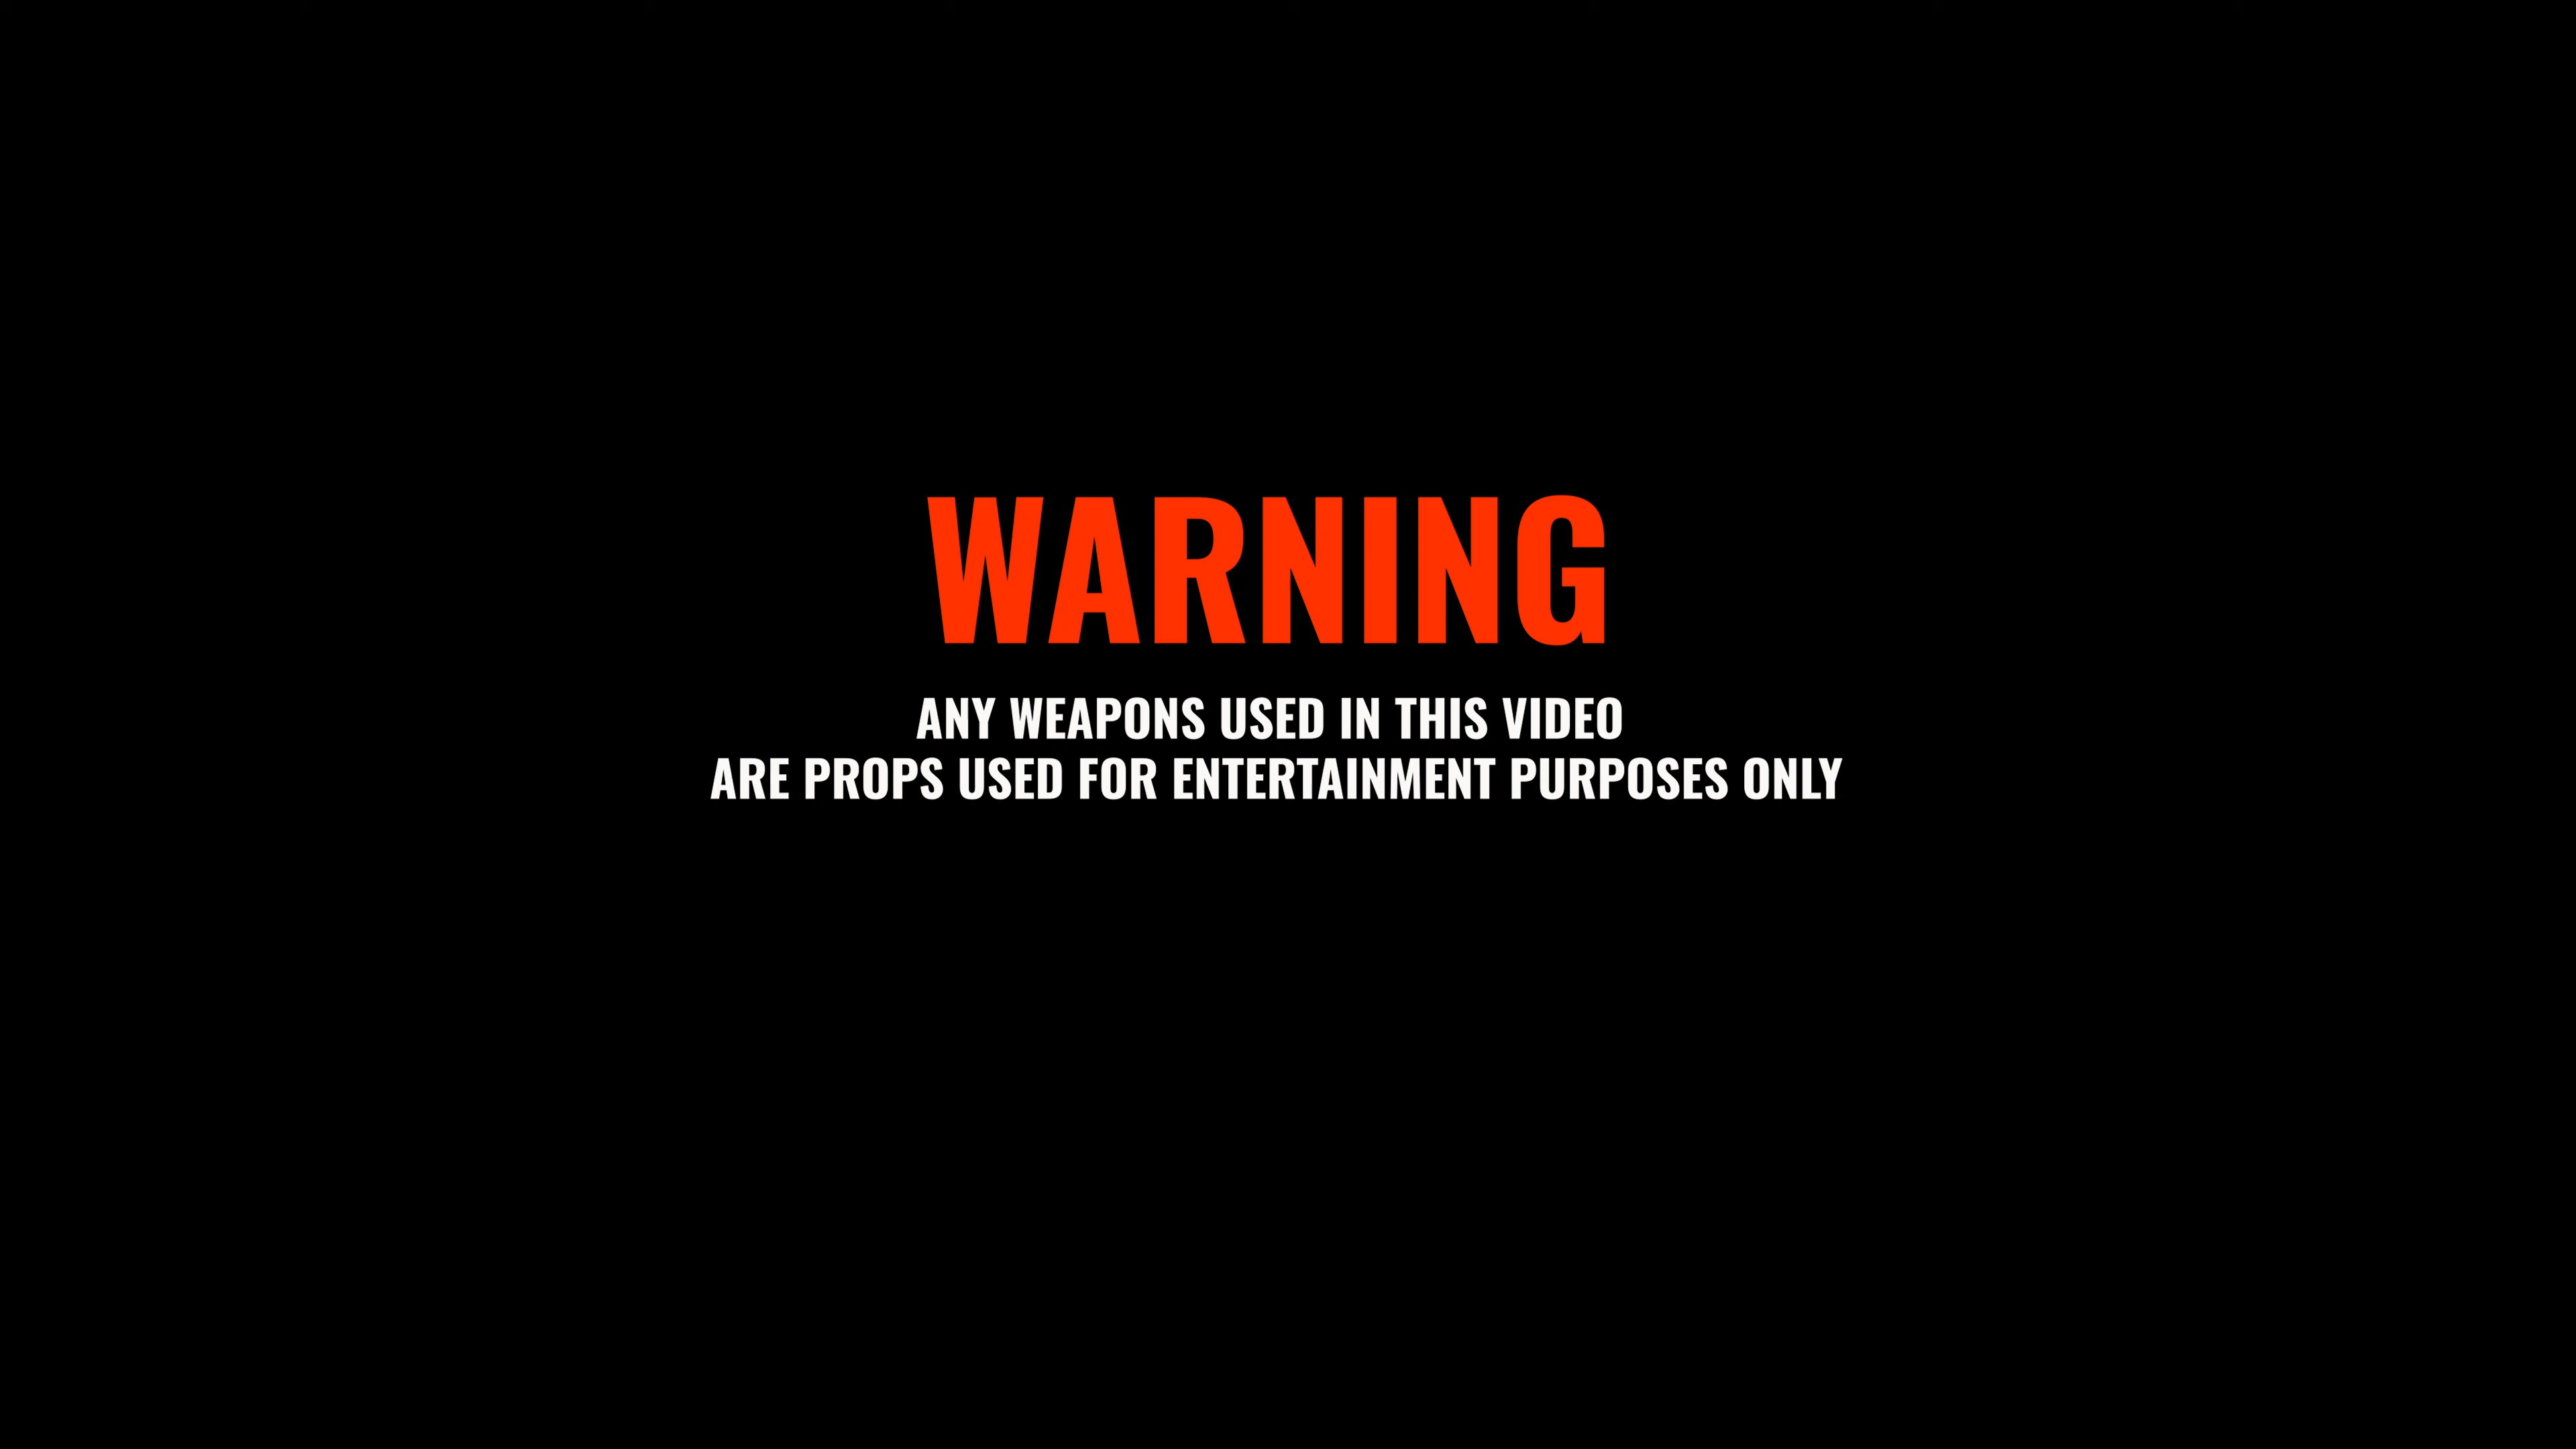 WARNING
ANY WEAPONS USED IN THIS VIDEO
ARE PROPS USED FOR ENTERTAINMENT PURPOSES ONLY